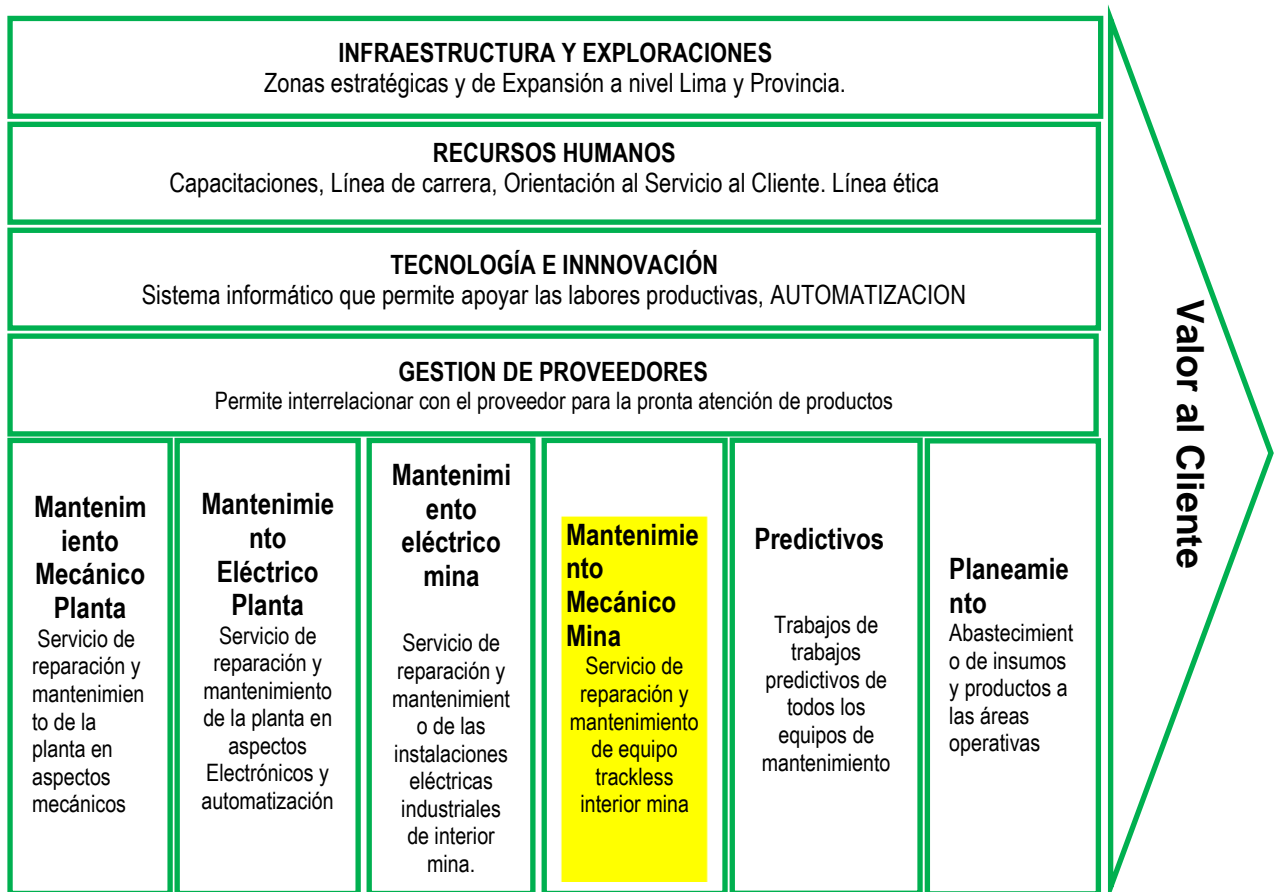 INFRAESTRUCTURA Y EXPLORACIONES
Zonas estratégicas y de Expansión a nivel Lima y Provincia.
RECURSOS HUMANOS
Capacitaciones, Línea de carrera, Orientación al Servicio al Cliente. Línea ética
TECNOLOGÍA E INNNOVACIÓN
Sistema informático que permite apoyar las labores productivas, AUTOMATIZACION
GESTION DE PROVEEDORES
Permite interrelacionar con el proveedor para la pronta atención de productos
Mantenim
iento
Mecánico
Planta
Servicio de
reparación y
mantenimien
to de la
planta en
aspectos
mecánicos
Mantenimie
nto
Eléctrico
Planta
Servicio de
reparación y
mantenimiento
de la planta en
aspectos
Electrónicos y
automatización
Mantenimi
ento
eléctrico
mina
Servicio de
reparación y
mantenimient
o de las
instalaciones
eléctricas
industriales
de interior
mina.
Mantenimie
nto
Mecánico
Mina
Servicio de
reparación y
mantenimiento
de equipo
trackless
interior mina
Predictivos
Trabajos de
trabajos
predictivos de
todos los
equipos de
mantenimiento
Planeamie
nto
Abastecimient
o de insumos
y productos a
las áreas
operativas
Valor al Cliente